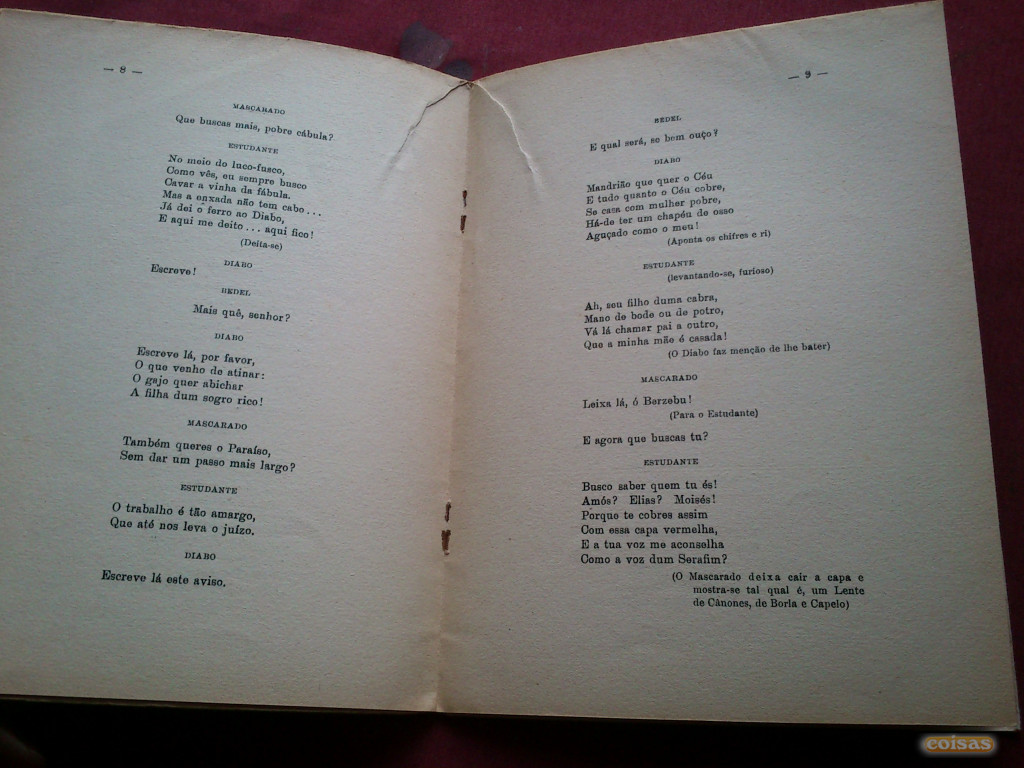 — 8 —
MASCARADO
Que buscas mais, pobre cábula?
ESTUDANTE
No meio do luco-fusco,
Como vês, eu sempre busco
Cavar a vinha da fábula.
Mas a enxada não tem cabo...
Já dei o ferro ao Diabo,
E aqui me deito... aqui fico!
(Deita-se)
DIABO
Escreve!
BEDEL
Mais quê, senhor?
DIABO
Escreve lá, por favor,
O que venho de atinar:
O gajo quer abichar
A filha dum sogro rico!
MASCARADO
Também queres o Paraíso,
Sem dar um passo mais largo?
ESTUDANTE
O trabalho é tão amargo,
Que até nos leva o juízo.
DIABO
Escreve lá este aviso.
— 9 —
BEDEL
E qual será, se bem ouço?
DIABO
Mandrião que quer o Céu
E tudo quanto o Céu cobre,
Se casa com mulher pobre,
Há-de ter um chapéu de osso
Aguçado como o meu!
(Aponta os chifres e ri)
ESTUDANTE
(levantando-se, furioso)
Ah, seu filho duma cabra,
Mano de bode ou de potro,
Vá lá chamar pai a outro,
Que a minha mãe é casada!
(O Diabo faz menção de lhe bater)
MASCARADO
Leixa lá, ó Berzebu!
(Para o Estudante)
E agora que buscas tu?
ESTUDANTE
Busco saber quem tu és!
Amós? Elias? Moisés!
Porque te cobres assim
Com essa capa vermelha,
E a tua voz me aconselha
Como a voz dum Serafim?
(O Mascarado deixa cair a capa e
mostra-se tal qual é, um Lente
de Cânones, de Borla e Capelo)
coisas